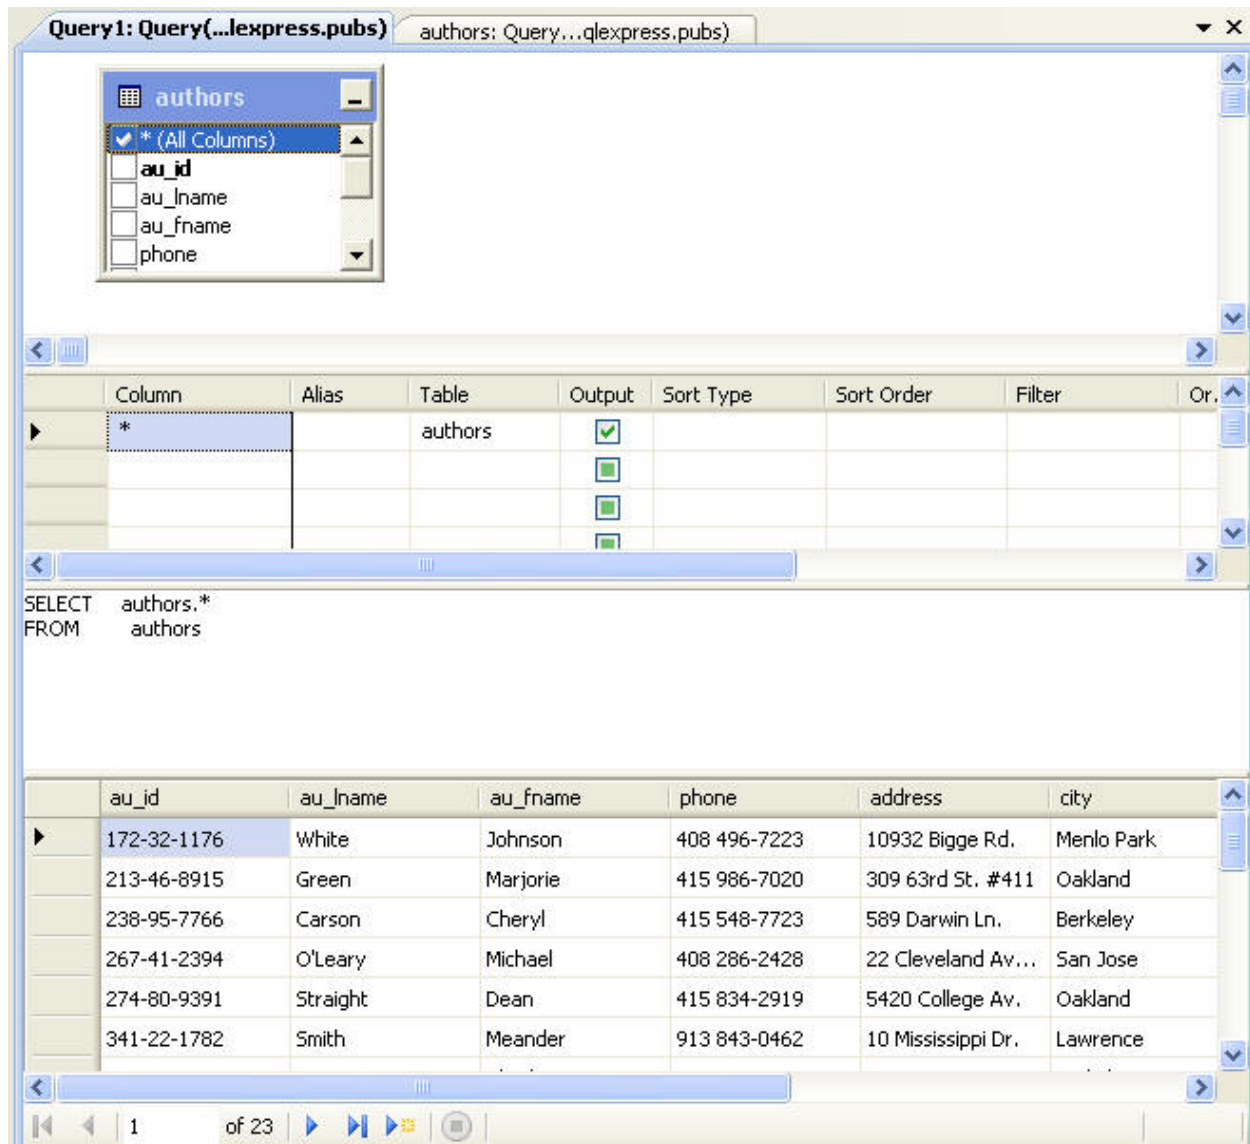 Query1: Query(...lexpress.pubs) authors: Query...qlexpress.pubs)
authors
* (All Columns)
au_id
au_lname
au_fname
phone
Column Alias Table Output Sort Type Sort Order Filter Or.
* authors
SELECT authors.*
FROM authors
au_id au_lname au_fname phone address city
172-32-1176 White Johnson 408 496-7223 10932 Bigge Rd. Menlo Park
213-46-8915 Green Marjorie 415 986-7020 309 63rd St. #411 Oakland
238-95-7766 Carson Cheryl 415 548-7723 589 Darwin Ln. Berkeley
267-41-2394 O'Leary Michael 408 286-2428 22 Cleveland Av... San Jose
274-80-9391 Straight Dean 415 834-2919 5420 College Av. Oakland
341-22-1782 Smith Meander 913 843-0462 10 Mississippi Dr. Lawrence
1 of 23